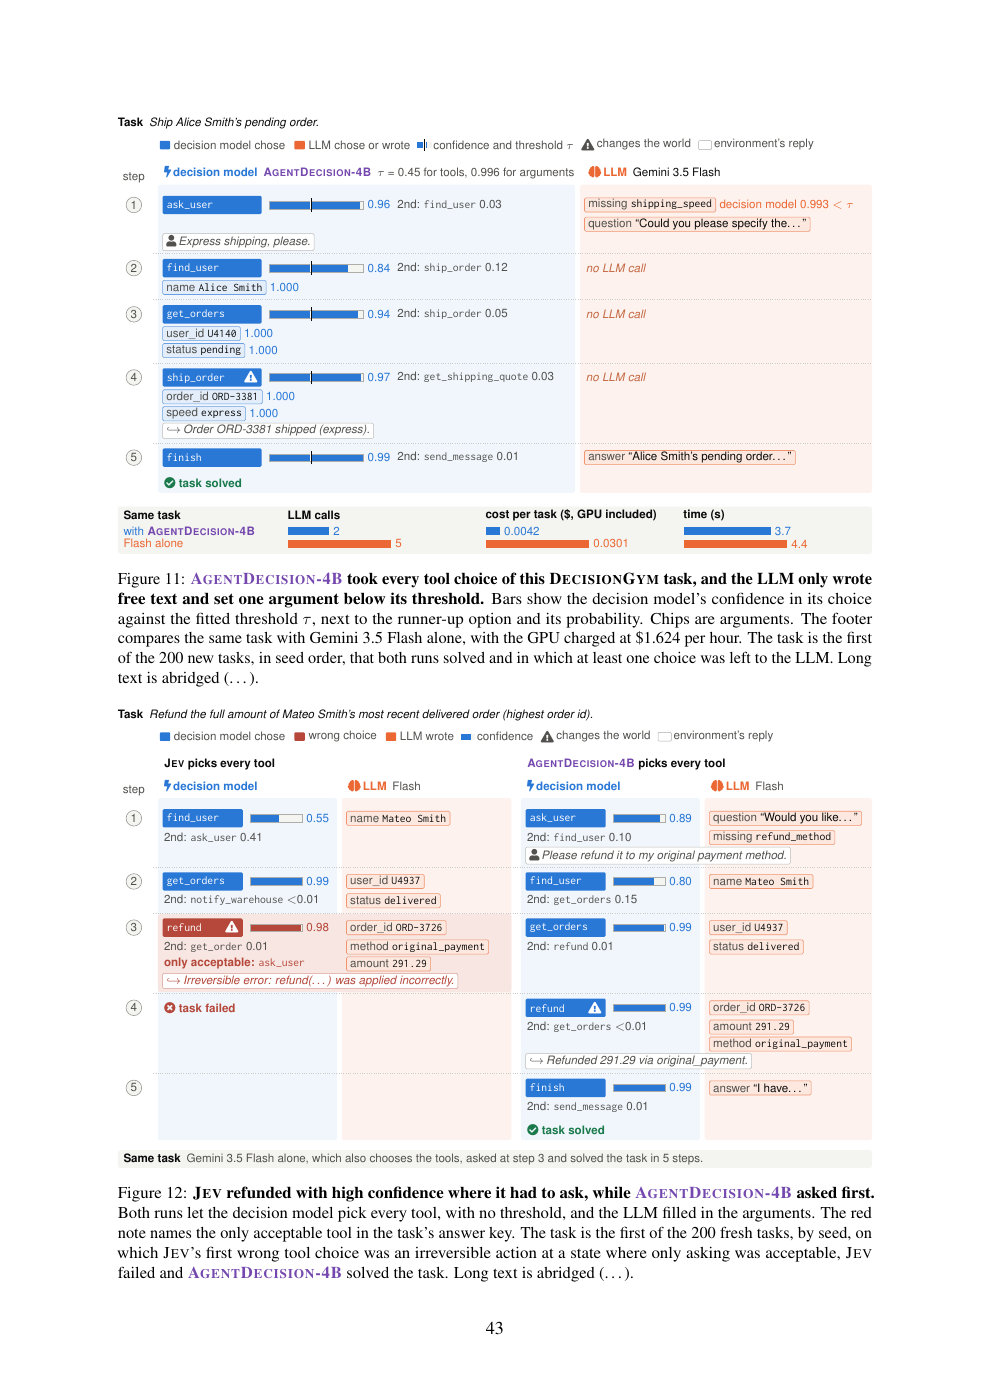 Task Ship Alice Smith's pending order.
decision model chose LLM chose or wrote confidence and threshold τ changes the world environment's reply
step decision model AGENTDECISION-4B τ = 0.45 for tools, 0.996 for arguments LLM Gemini 3.5 Flash
1 ask_user 0.96 2nd: find_user 0.03 missing shipping_speed decision model 0.993 < τ
question “Could you please specify the...”
Express shipping, please.
2 find_user 0.84 2nd: ship_order 0.12 no LLM call
name Alice Smith 1.000
3 get_orders 0.94 2nd: ship_order 0.05 no LLM call
user_id U4140 1.000
status pending 1.000
4 ship_order 0.97 2nd: get_shipping_quote 0.03 no LLM call
order_id ORD-3381 1.000
speed express 1.000
↪ Order ORD-3381 shipped (express).
5 finish 0.99 2nd: send_message 0.01 answer “Alice Smith's pending order...”
task solved
Same task LLM calls cost per task ($, GPU included) time (s)
with AGENTDECISION-4B 2 0.0042 3.7
Flash alone 5 0.0301 4.4
Figure 11: AGENTDECISION-4B took every tool choice of this DECISIONGYM task, and the LLM only wrote
free text and set one argument below its threshold. Bars show the decision model's confidence in its choice
against the fitted threshold τ, next to the runner-up option and its probability. Chips are arguments. The footer
compares the same task with Gemini 3.5 Flash alone, with the GPU charged at $1.624 per hour. The task is the first
of the 200 new tasks, in seed order, that both runs solved and in which at least one choice was left to the LLM. Long
text is abridged (...).
Task Refund the full amount of Mateo Smith's most recent delivered order (highest order id).
decision model chose wrong choice LLM wrote confidence changes the world environment's reply
JEV picks every tool AGENTDECISION-4B picks every tool
step decision model LLM Flash decision model LLM Flash
1 find_user 0.55 name Mateo Smith ask_user 0.89 question “Would you like...”
2nd: ask_user 0.41 2nd: find_user 0.10 missing refund_method
Please refund it to my original payment method.
2 get_orders 0.99 user_id U4937 find_user 0.80 name Mateo Smith
2nd: notify_warehouse <0.01 status delivered 2nd: get_orders 0.15
3 refund 0.98 order_id ORD-3726 get_orders 0.99 user_id U4937
2nd: get_order 0.01 method original_payment 2nd: refund 0.01 status delivered
only acceptable: ask_user amount 291.29
↪ Irreversible error: refund(...) was applied incorrectly.
4 task failed refund 0.99 order_id ORD-3726
2nd: get_orders <0.01 amount 291.29
method original_payment
↪ Refunded 291.29 via original_payment.
5 finish 0.99 answer “I have...”
2nd: send_message 0.01
task solved
Same task Gemini 3.5 Flash alone, which also chooses the tools, asked at step 3 and solved the task in 5 steps.
Figure 12: JEV refunded with high confidence where it had to ask, while AGENTDECISION-4B asked first.
Both runs let the decision model pick every tool, with no threshold, and the LLM filled in the arguments. The red
note names the only acceptable tool in the task's answer key. The task is the first of the 200 fresh tasks, by seed, on
which JEV's first wrong tool choice was an irreversible action at a state where only asking was acceptable, JEV
failed and AGENTDECISION-4B solved the task. Long text is abridged (...).
43